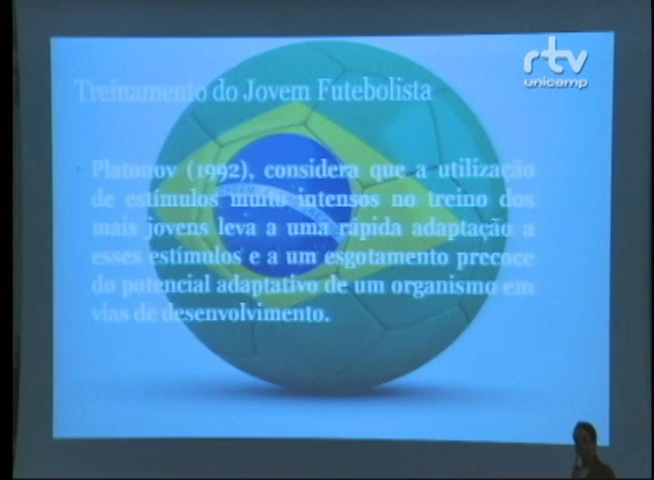 rtv
unicamp
Treinamento do Jovem Futebolista
Platonov (1992), considera que a utilização
de estímulos muito intensos no treino dos
mais jovens leva a uma rápida adaptação a
esses estímulos e a um esgotamento precoce
do potencial adaptativo de um organismo em
vias de desenvolvimento.